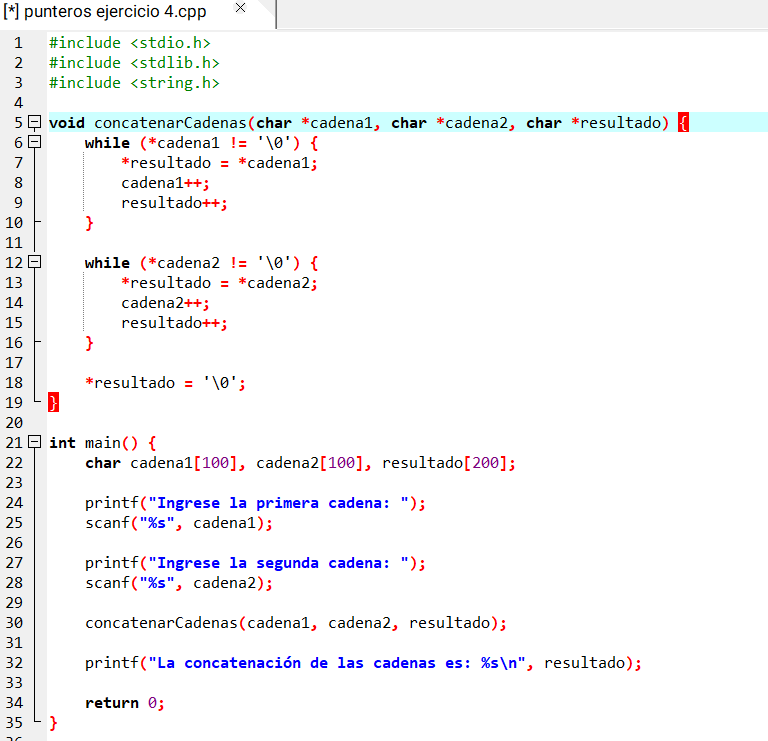 [*] punteros ejercicio 4.cpp ×
1 #include <stdio.h>
2 #include <stdlib.h>
3 #include <string.h>
4
5 void concatenarCadenas(char *cadena1, char *cadena2, char *resultado) {
6     while (*cadena1 != '\0') {
7         *resultado = *cadena1;
8         cadena1++;
9         resultado++;
10     }
11
12     while (*cadena2 != '\0') {
13         *resultado = *cadena2;
14         cadena2++;
15         resultado++;
16     }
17
18     *resultado = '\0';
19 }
20
21 int main() {
22     char cadena1[100], cadena2[100], resultado[200];
23
24     printf("Ingrese la primera cadena: ");
25     scanf("%s", cadena1);
26
27     printf("Ingrese la segunda cadena: ");
28     scanf("%s", cadena2);
29
30     concatenarCadenas(cadena1, cadena2, resultado);
31
32     printf("La concatenación de las cadenas es: %s\n", resultado);
33
34     return 0;
35 }